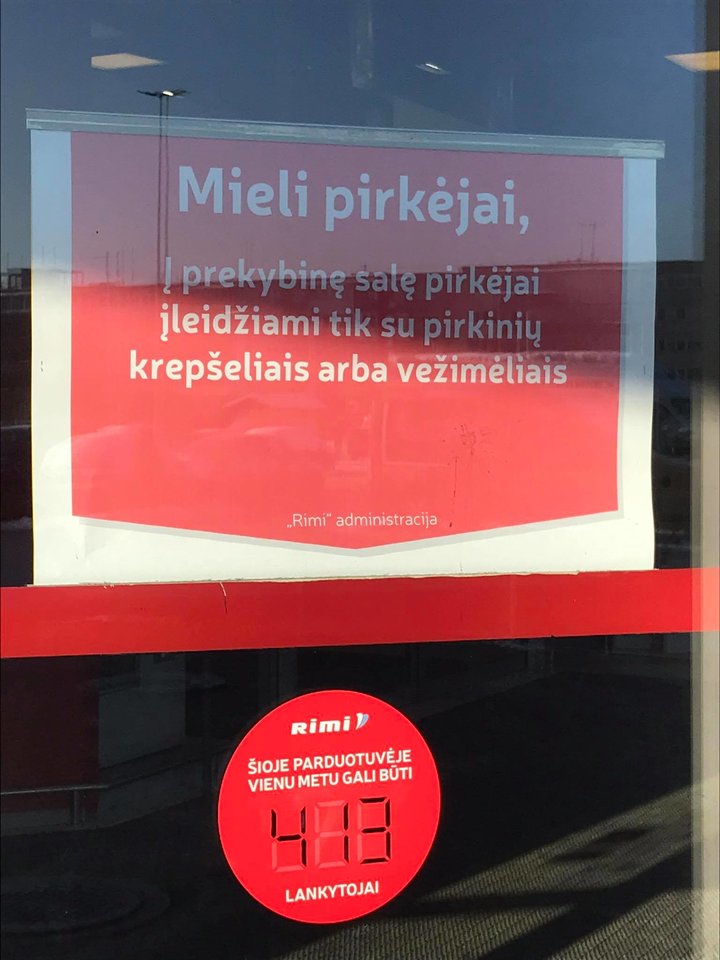 Mieli pirkėjai,
Į prekybinę salę pirkėjai
įleidžiami tik su pirkinių
krepšeliais arba vežimėliais
„Rimi“ administracija
Rimi
ŠIOJE PARDUOTUVĖJE
VIENU METU GALI BŪTI
413
LANKYTOJAI